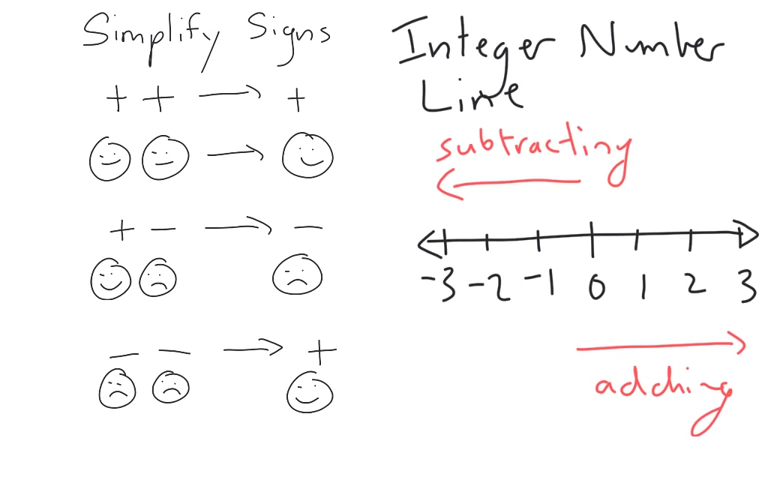 Simplify Signs
+ + → +
+ − → −
− − → +
Integer Number
Line
subtracting
-3 -2 -1 0 1 2 3
adding